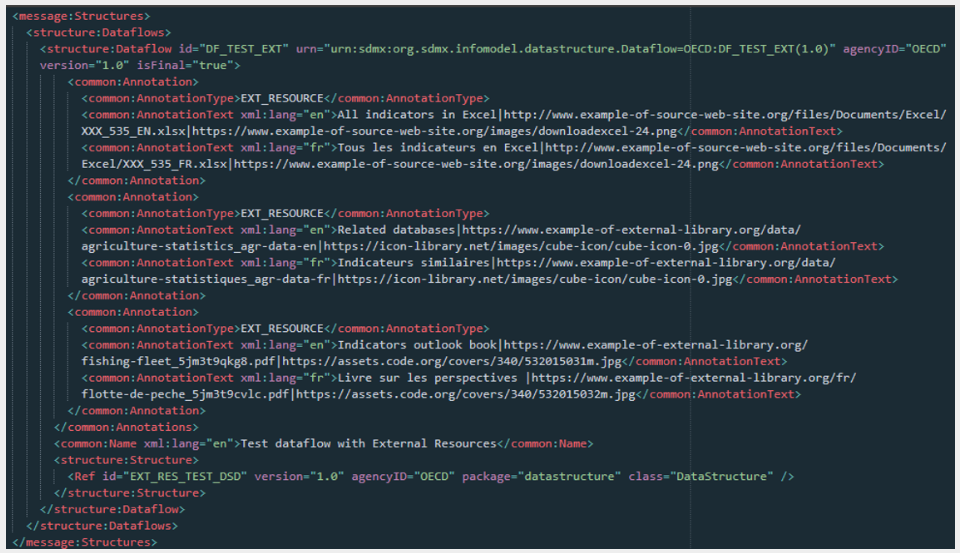 <message:Structures>
<structure:Dataflows>
<structure:Dataflow id="DF_TEST_EXT" urn="urn:sdmx:org.sdmx.infomodel.datastructure.Dataflow=OECD:DF_TEST_EXT(1.0)" agencyID="OECD"
version="1.0" isFinal="true">
<common:Annotation>
<common:AnnotationType>EXT_RESOURCE</common:AnnotationType>
<common:AnnotationText xml:lang="en">All indicators in Excel|http://www.example-of-source-web-site.org/files/Documents/Excel/
XXX_535_EN.xlsx|https://www.example-of-source-web-site.org/images/downloadexcel-24.png</common:AnnotationText>
<common:AnnotationText xml:lang="fr">Tous les indicateurs en Excel|http://www.example-of-source-web-site.org/files/Documents/
Excel/XXX_535_FR.xlsx|https://www.example-of-source-web-site.org/images/downloadexcel-24.png</common:AnnotationText>
</common:Annotation>
<common:Annotation>
<common:AnnotationType>EXT_RESOURCE</common:AnnotationType>
<common:AnnotationText xml:lang="en">Related databases|https://www.example-of-external-library.org/data/
agriculture-statistics_agr-data-en|https://icon-library.net/images/cube-icon/cube-icon-0.jpg</common:AnnotationText>
<common:AnnotationText xml:lang="fr">Indicateurs similaires|https://www.example-of-external-library.org/data/
agriculture-statistiques_agr-data-fr|https://icon-library.net/images/cube-icon/cube-icon-0.jpg</common:AnnotationText>
</common:Annotation>
<common:Annotation>
<common:AnnotationType>EXT_RESOURCE</common:AnnotationType>
<common:AnnotationText xml:lang="en">Indicators outlook book|https://www.example-of-external-library.org/
fishing-fleet_5jm3t9qkg8.pdf|https://assets.code.org/covers/340/532015031m.jpg</common:AnnotationText>
<common:AnnotationText xml:lang="fr">Livre sur les perspectives |https://www.example-of-external-library.org/fr/
flotte-de-peche_5jm3t9cvlc.pdf|https://assets.code.org/covers/340/532015032m.jpg</common:AnnotationText>
</common:Annotation>
</common:Annotations>
<common:Name xml:lang="en">Test dataflow with External Resources</common:Name>
<structure:Structure>
<Ref id="EXT_RES_TEST_DSD" version="1.0" agencyID="OECD" package="datastructure" class="DataStructure" />
</structure:Structure>
</structure:Dataflow>
</structure:Dataflows>
</message:Structures>